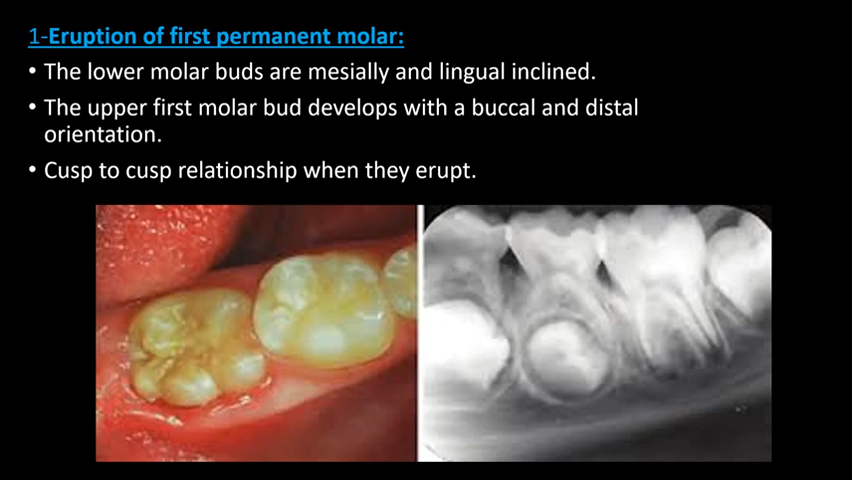 1-Eruption of first permanent molar:
• The lower molar buds are mesially and lingual inclined.
• The upper first molar bud develops with a buccal and distal
orientation.
• Cusp to cusp relationship when they erupt.